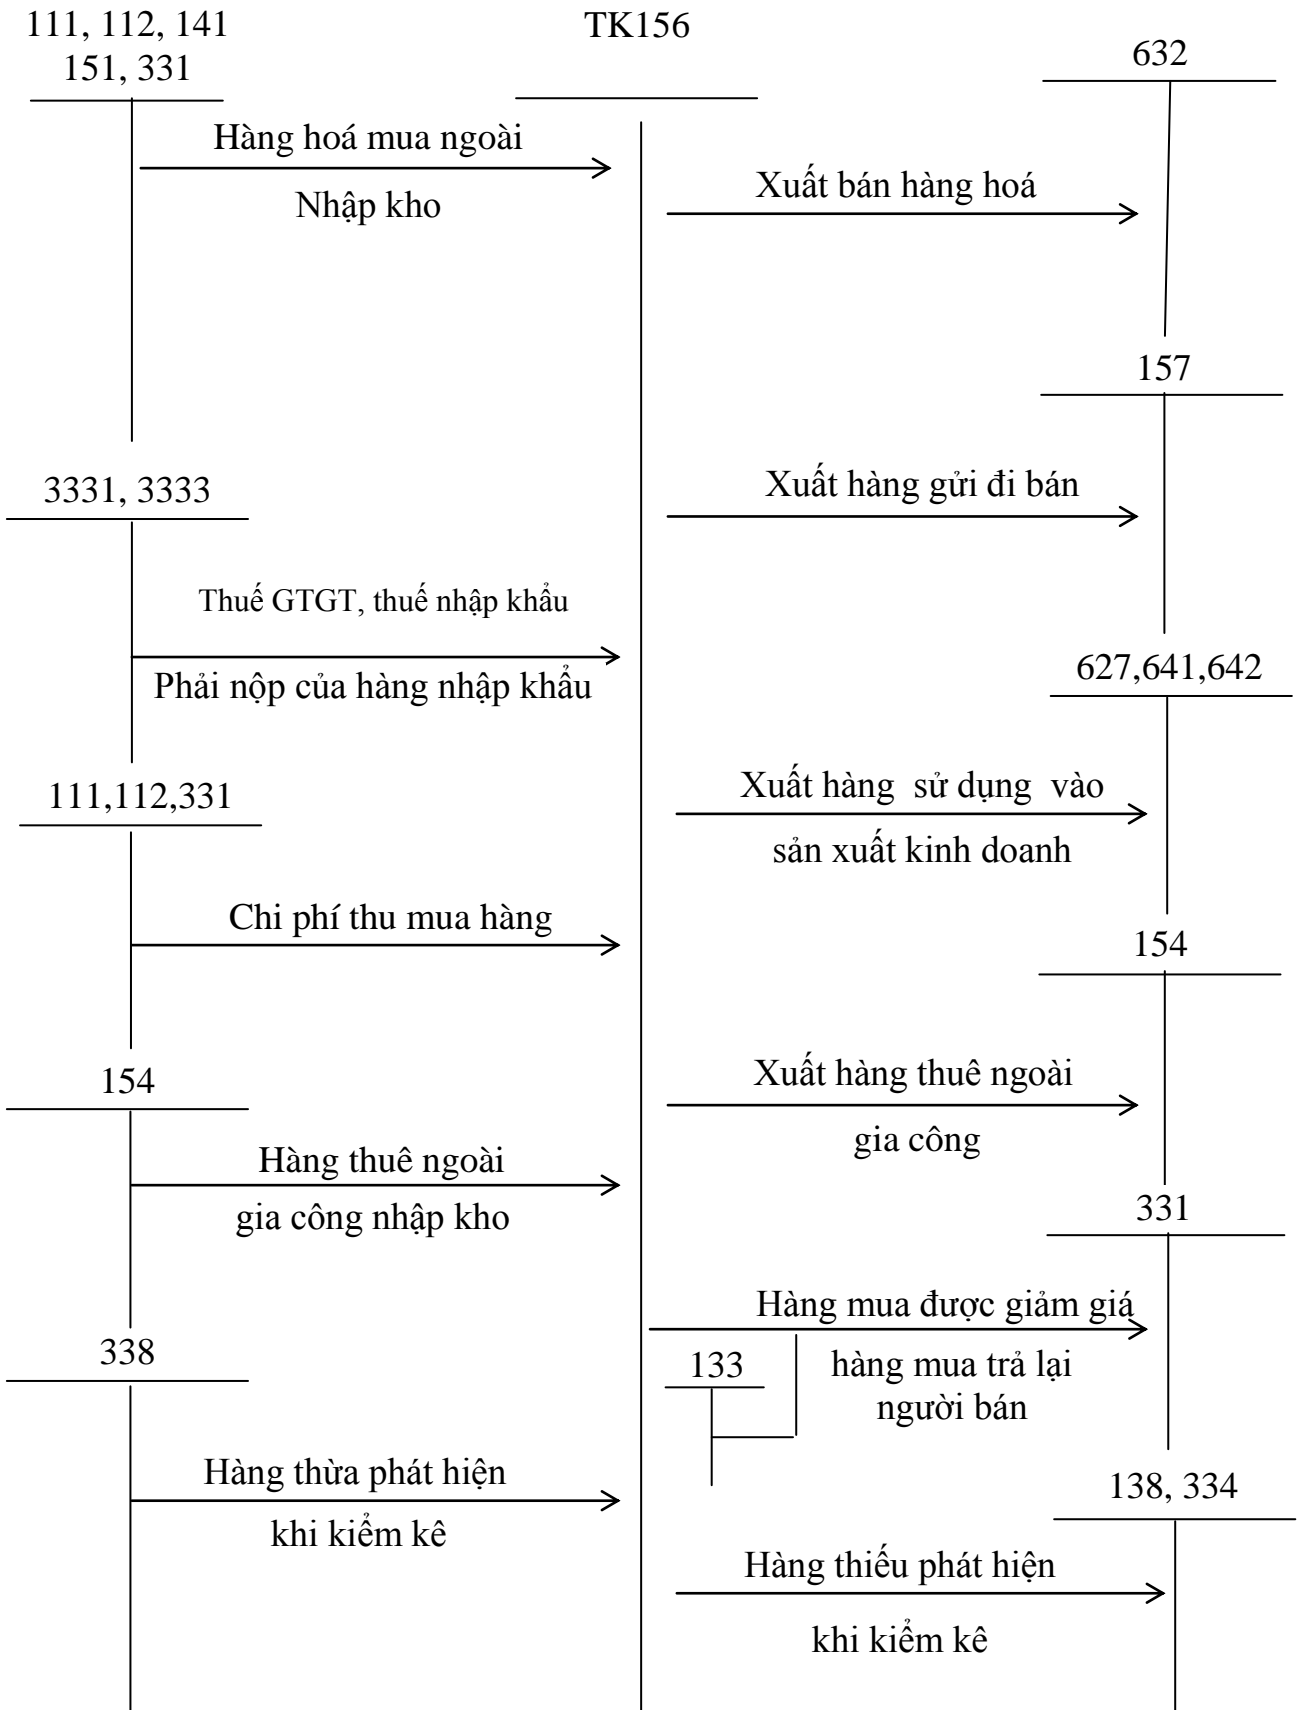 111, 112, 141
151, 331
TK156
632
Hàng hoá mua ngoài
Nhập kho
Xuất bán hàng hoá
157
3331, 3333
Xuất hàng gửi đi bán
Thuế GTGT, thuế nhập khẩu
Phải nộp của hàng nhập khẩu
627,641,642
111,112,331
Xuất hàng sử dụng vào
sản xuất kinh doanh
Chi phí thu mua hàng
154
154
Xuất hàng thuê ngoài
gia công
Hàng thuê ngoài
gia công nhập kho
331
Hàng mua được giảm giá
338
133
hàng mua trả lại
người bán
Hàng thừa phát hiện
khi kiểm kê
138, 334
Hàng thiếu phát hiện
khi kiểm kê